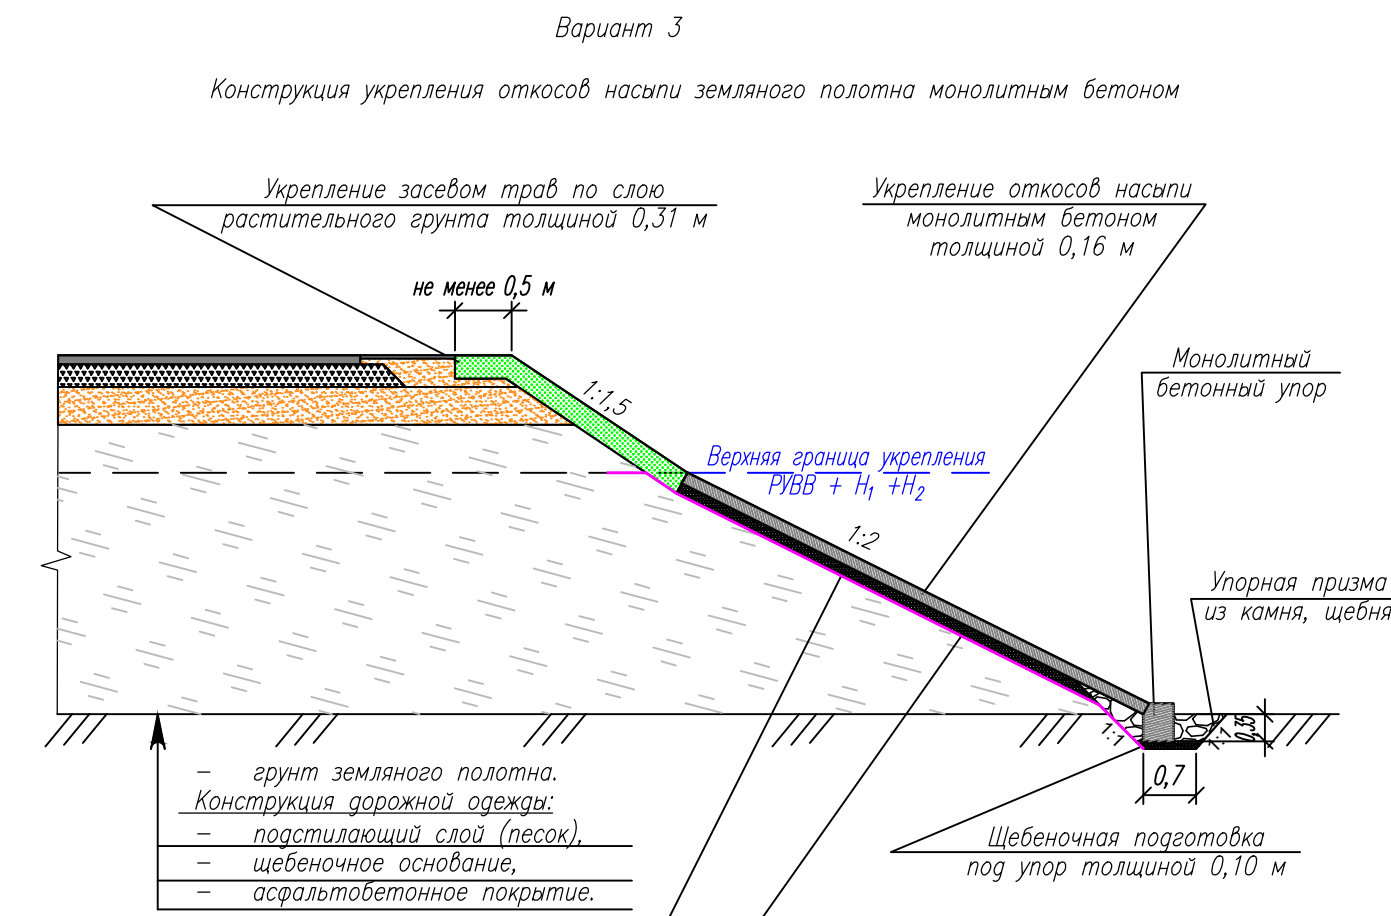 Вариант 3
Конструкция укрепления откосов насыпи земляного полотна монолитным бетоном
Укрепление засевом трав по слою
растительного грунта толщиной 0,31 м
Укрепление откосов насыпи
монолитным бетоном
толщиной 0,16 м
не менее 0,5 м
Монолитный
бетонный упор
1:1,5
Верхняя граница укрепления
РУВВ + H1 +H2
1:2
Упорная призма
из камня, щебня
1:1
1:1
0,35
0,7
– грунт земляного полотна.
Конструкция дорожной одежды:
– подстилающий слой (песок),
– щебеночное основание,
– асфальтобетонное покрытие.
Щебеночная подготовка
под упор толщиной 0,10 м